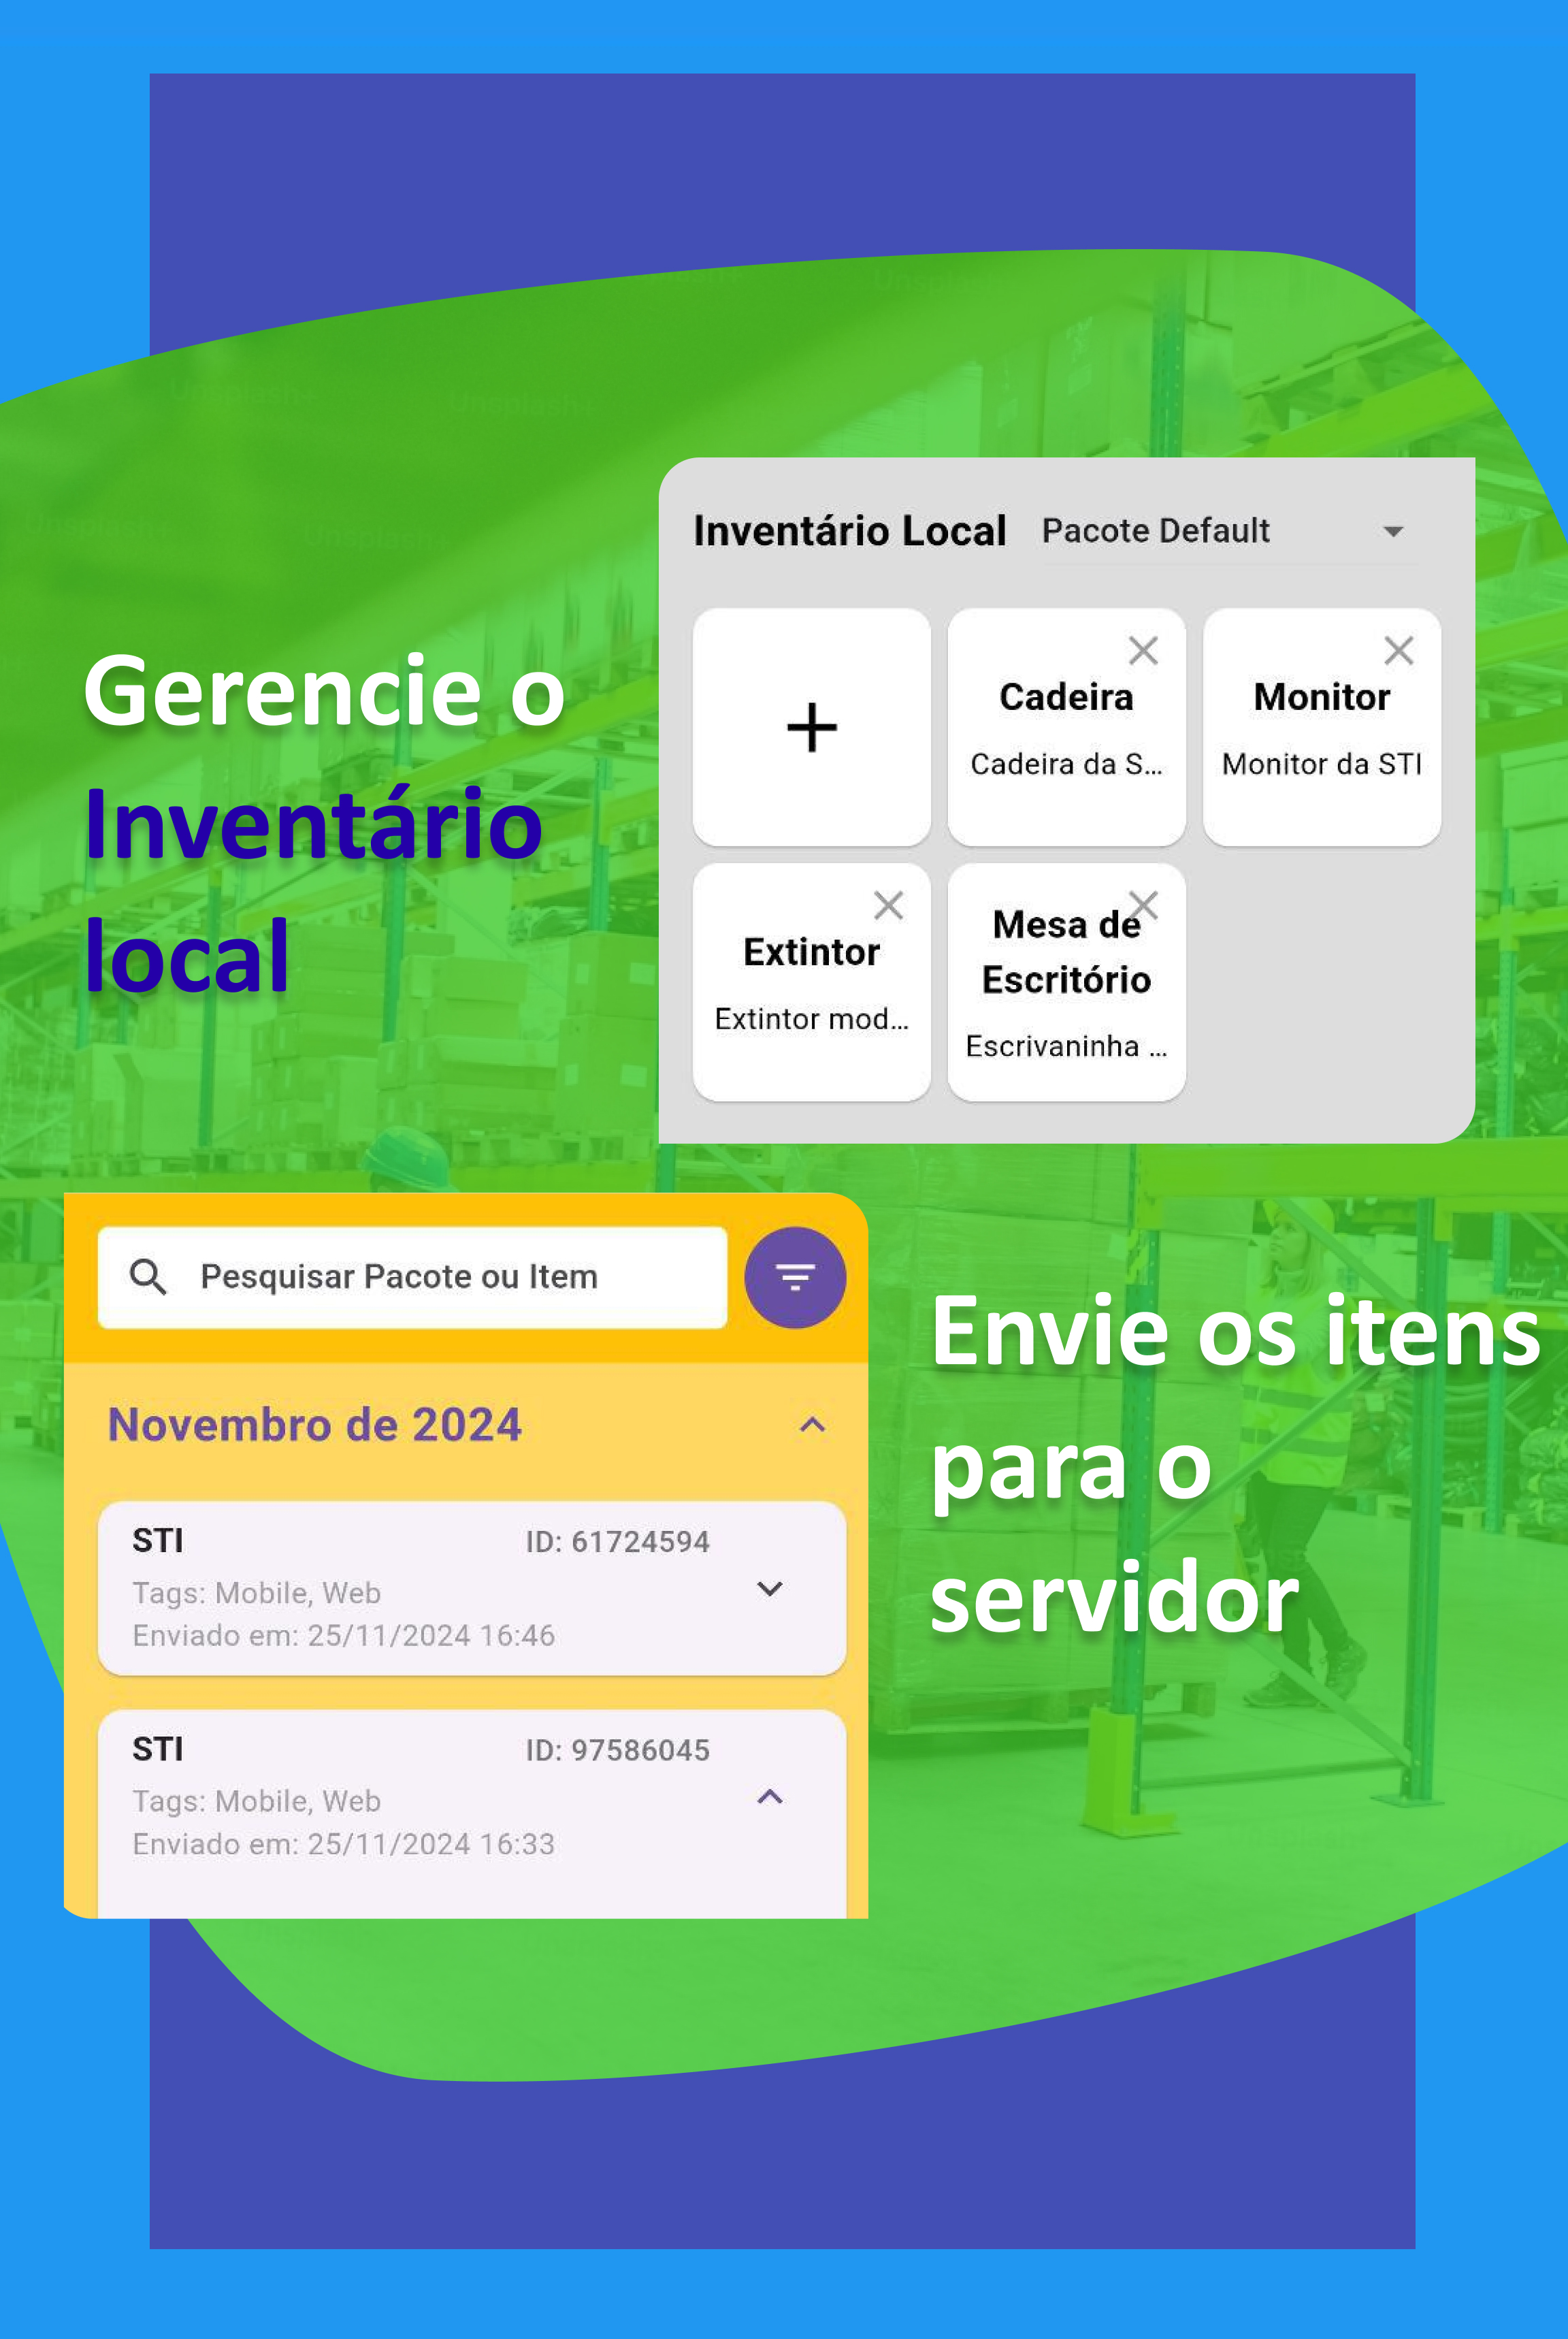 Unsplash+
Unsplash+
Gerencie o
Inventário
local
Inventário Local
Pacote Default
Cadeira
Cadeira da S...
Monitor
Monitor da STI
Extintor
Extintor mod...
Mesa de
Escritório
Escrivaninha ...
Pesquisar Pacote ou Item
Novembro de 2024
STI
ID: 61724594
Tags: Mobile, Web
Enviado em: 25/11/2024 16:46
STI
ID: 97586045
Tags: Mobile, Web
Enviado em: 25/11/2024 16:33
Envie os itens
para o
servidor